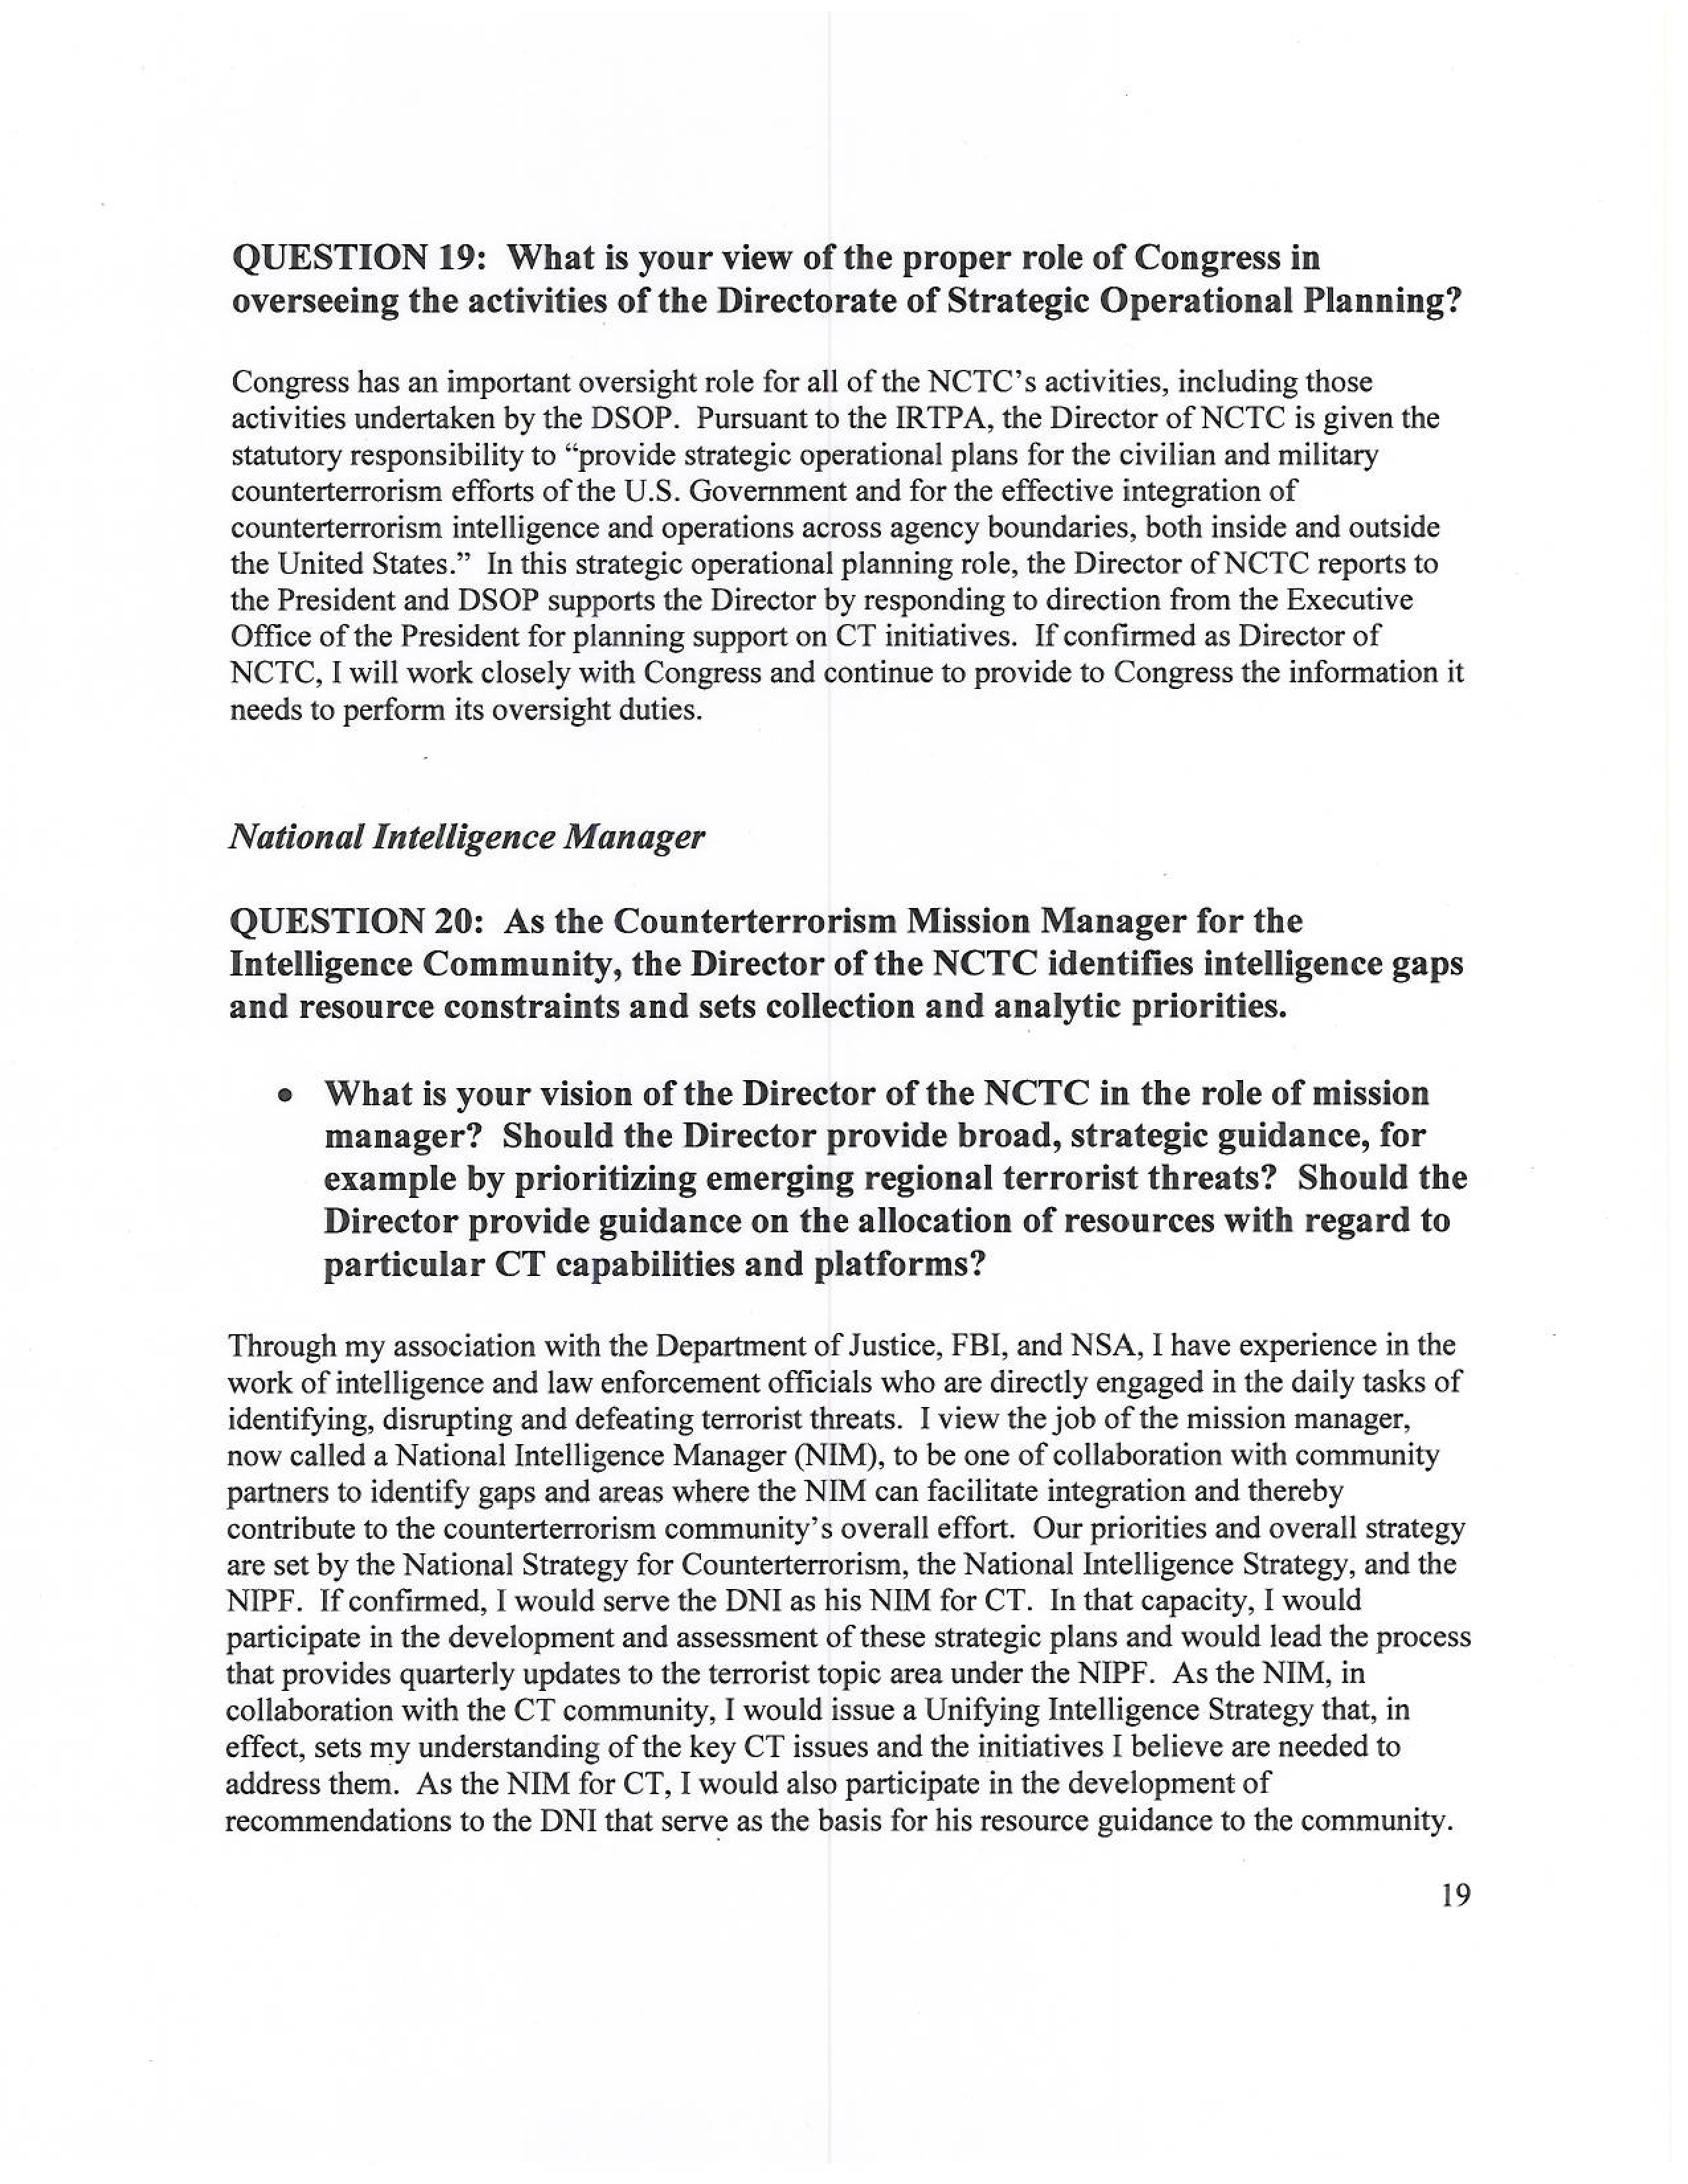 QUESTION 19: What is your view of the proper role of Congress in
overseeing the activities of the Directorate of Strategic Operational Planning?
Congress has an important oversight role for all of the NCTC's activities, including those
activities undertaken by the DSOP. Pursuant to the IRTPA, the Director of NCTC is given the
statutory responsibility to “provide strategic operational plans for the civilian and military
counterterrorism efforts of the U.S. Government and for the effective integration of
counterterrorism intelligence and operations across agency boundaries, both inside and outside
the United States.” In this strategic operational planning role, the Director of NCTC reports to
the President and DSOP supports the Director by responding to direction from the Executive
Office of the President for planning support on CT initiatives. If confirmed as Director of
NCTC, I will work closely with Congress and continue to provide to Congress the information it
needs to perform its oversight duties.
National Intelligence Manager
QUESTION 20: As the Counterterrorism Mission Manager for the
Intelligence Community, the Director of the NCTC identifies intelligence gaps
and resource constraints and sets collection and analytic priorities.
• What is your vision of the Director of the NCTC in the role of mission
manager? Should the Director provide broad, strategic guidance, for
example by prioritizing emerging regional terrorist threats? Should the
Director provide guidance on the allocation of resources with regard to
particular CT capabilities and platforms?
Through my association with the Department of Justice, FBI, and NSA, I have experience in the
work of intelligence and law enforcement officials who are directly engaged in the daily tasks of
identifying, disrupting and defeating terrorist threats. I view the job of the mission manager,
now called a National Intelligence Manager (NIM), to be one of collaboration with community
partners to identify gaps and areas where the NIM can facilitate integration and thereby
contribute to the counterterrorism community's overall effort. Our priorities and overall strategy
are set by the National Strategy for Counterterrorism, the National Intelligence Strategy, and the
NIPF. If confirmed, I would serve the DNI as his NIM for CT. In that capacity, I would
participate in the development and assessment of these strategic plans and would lead the process
that provides quarterly updates to the terrorist topic area under the NIPF. As the NIM, in
collaboration with the CT community, I would issue a Unifying Intelligence Strategy that, in
effect, sets my understanding of the key CT issues and the initiatives I believe are needed to
address them. As the NIM for CT, I would also participate in the development of
recommendations to the DNI that serve as the basis for his resource guidance to the community.
19